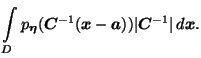 ∫_D p_η(C⁻¹(x − a))|C⁻¹| dx.